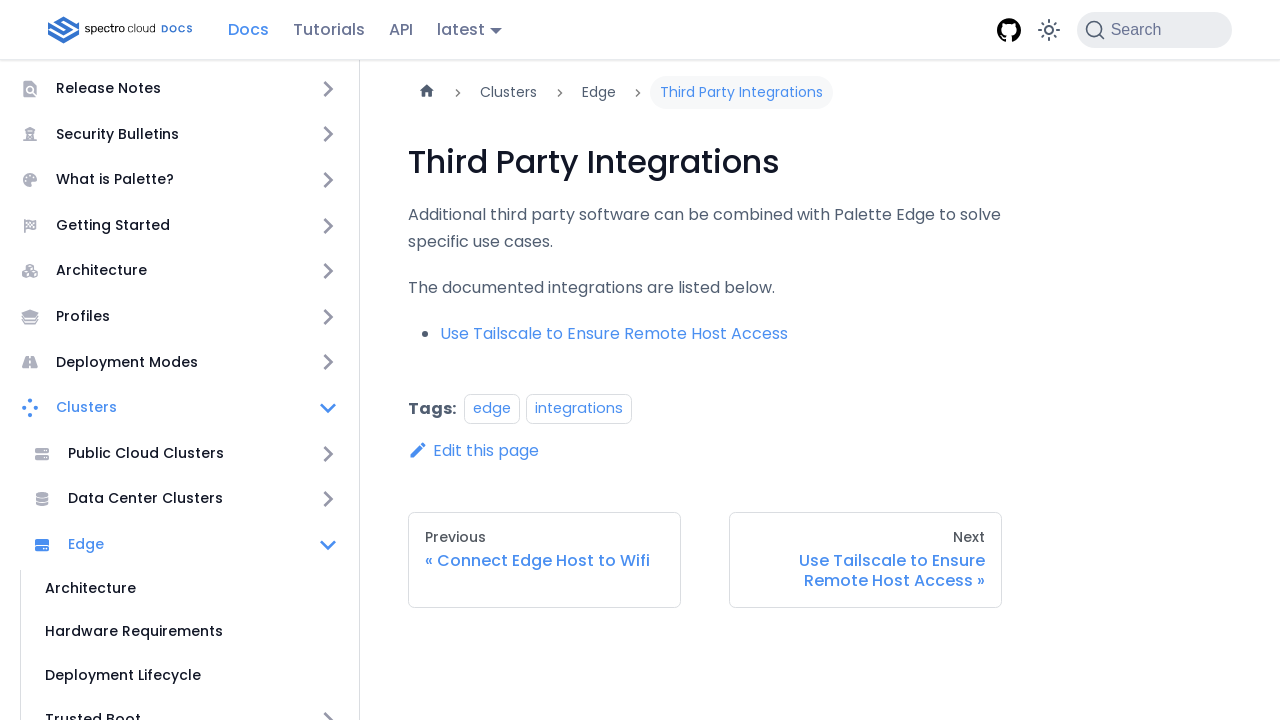 spectro cloud DOCS
Docs
Tutorials
API
latest
Search
Release Notes
Security Bulletins
What is Palette?
Getting Started
Architecture
Profiles
Deployment Modes
Clusters
Public Cloud Clusters
Data Center Clusters
Edge
Architecture
Hardware Requirements
Deployment Lifecycle
Trusted Boot
Clusters
Edge
Third Party Integrations
Third Party Integrations
Additional third party software can be combined with Palette Edge to solve
specific use cases.
The documented integrations are listed below.
Use Tailscale to Ensure Remote Host Access
Tags: edge integrations
Edit this page
Previous
« Connect Edge Host to Wifi
Next
Use Tailscale to Ensure
Remote Host Access »